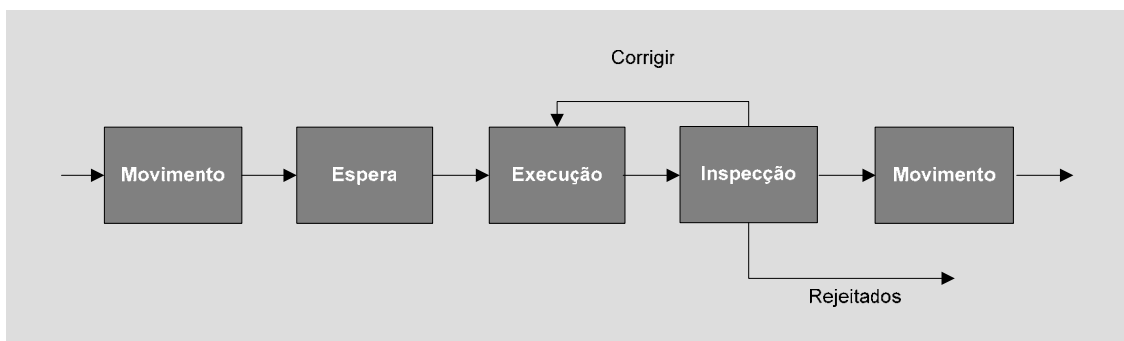 Corrigir
Movimento
Espera
Execução
Inspecção
Movimento
Rejeitados